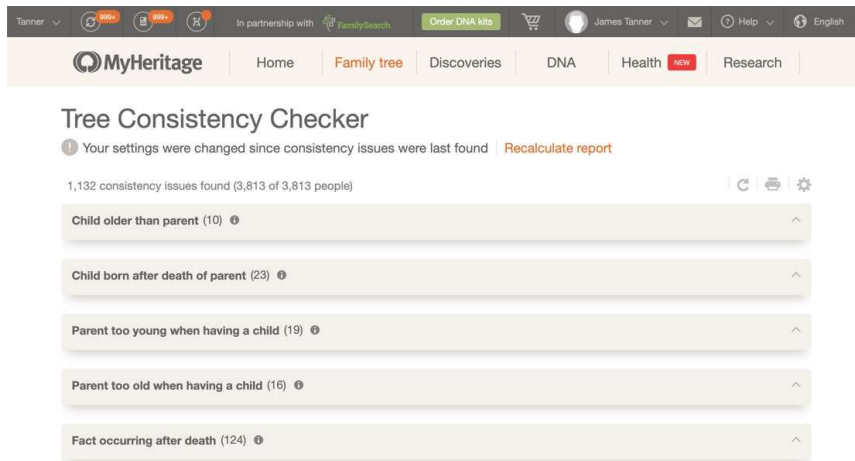 Tanner 999+ 999+ In partnership with FamilySearch Order DNA kits James Tanner Help English
MyHeritage Home Family tree Discoveries DNA Health NEW Research
Tree Consistency Checker
Your settings were changed since consistency issues were last found Recalculate report
1,132 consistency issues found (3,813 of 3,813 people)
Child older than parent (10)
Child born after death of parent (23)
Parent too young when having a child (19)
Parent too old when having a child (16)
Fact occurring after death (124)